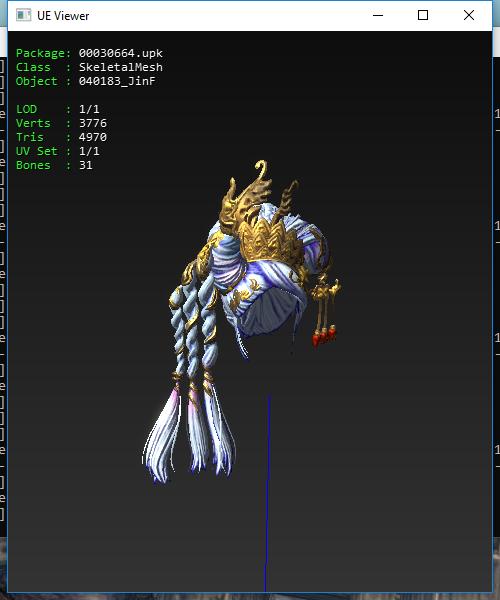 UE Viewer
Package: 00030664.upk
Class : SkeletalMesh
Object : 040183_JinF
LOD : 1/1
Verts : 3776
Tris : 4970
UV Set : 1/1
Bones : 31